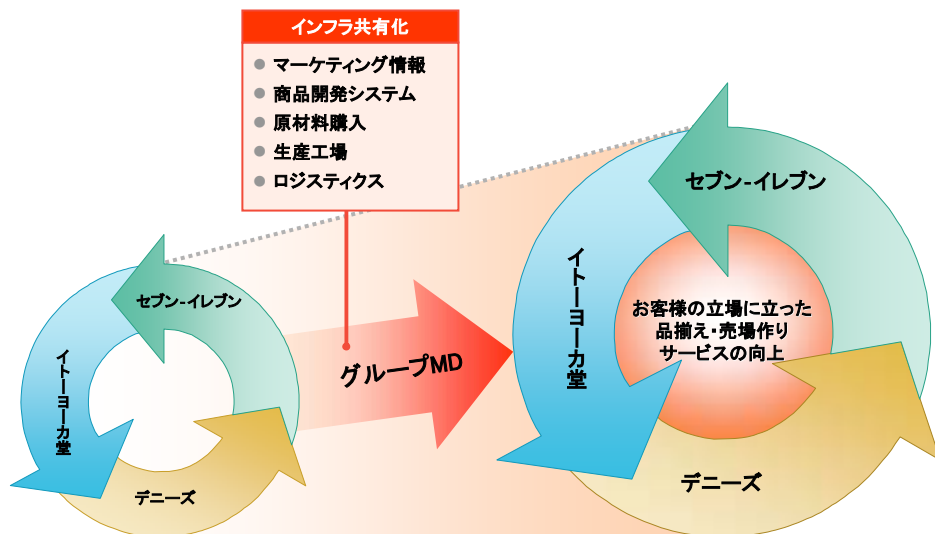 インフラ共有化
マーケティング情報
商品開発システム
原材料購入
生産工場
ロジスティクス
セブン-イレブン
イトーヨーカ堂
デニーズ
グループMD
セブン-イレブン
イトーヨーカ堂
お客様の立場に立った
品揃え・売場作り
サービスの向上
デニーズ